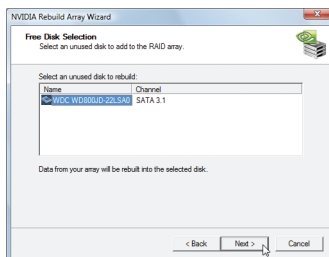 NVIDIA Rebuild Array Wizard
Free Disk Selection
Select an unused disk to add to the RAID array.
Select an unused disk to rebuild:
Name Channel
WDC WD800JD-22LSA0 SATA 3.1
Data from your array will be rebuilt into the selected disk.
< Back Next > Cancel